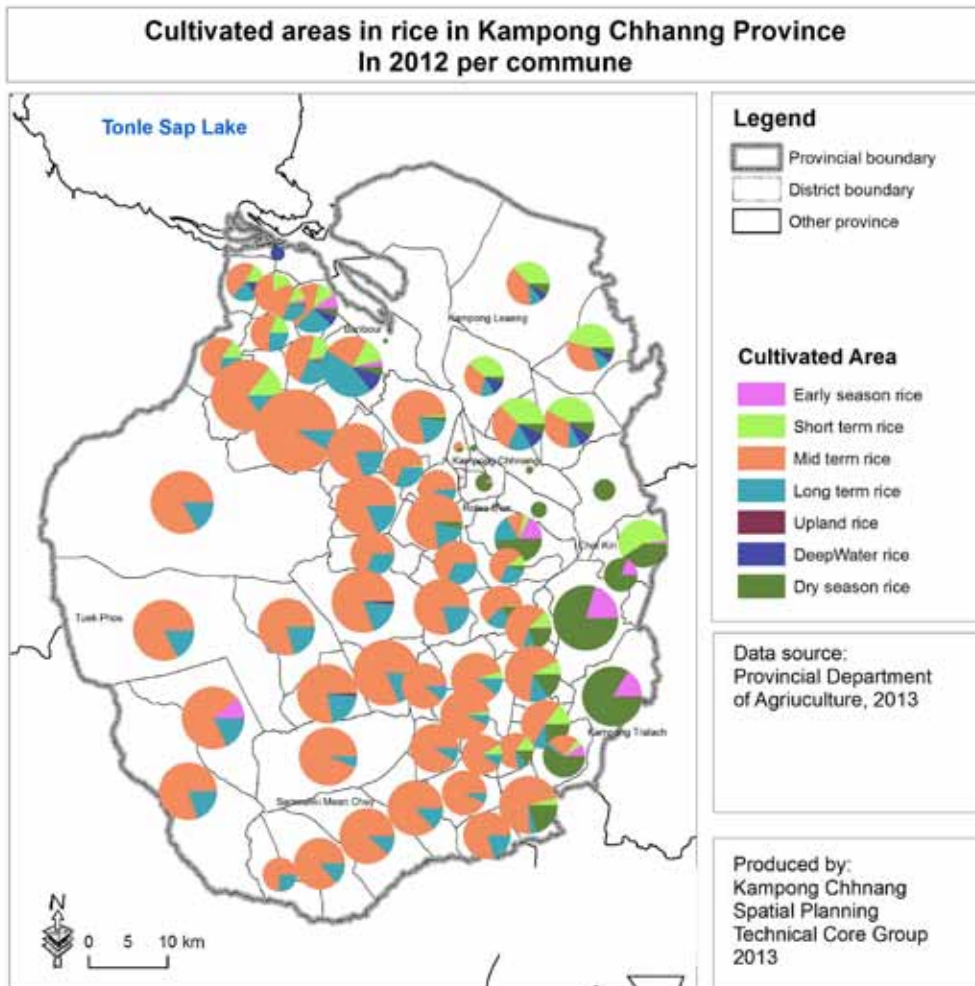 Cultivated areas in rice in Kampong Chhanng Province
In 2012 per commune
Tonle Sap Lake
Kampong Leaeng
Baribour
Kampong Chhnang
Rolea B'ier
Chol Kiri
Tuek Phos
Kampong Tralach
Sameakki Mean Chey
N
0 5 10 km
Legend
Provincial boundary
District boundary
Other province
Cultivated Area
Early season rice
Short term rice
Mid term rice
Long term rice
Upland rice
DeepWater rice
Dry season rice
Data source:
Provincial Department
of Agriuculture, 2013
Produced by:
Kampong Chhnang
Spatial Planning
Technical Core Group
2013